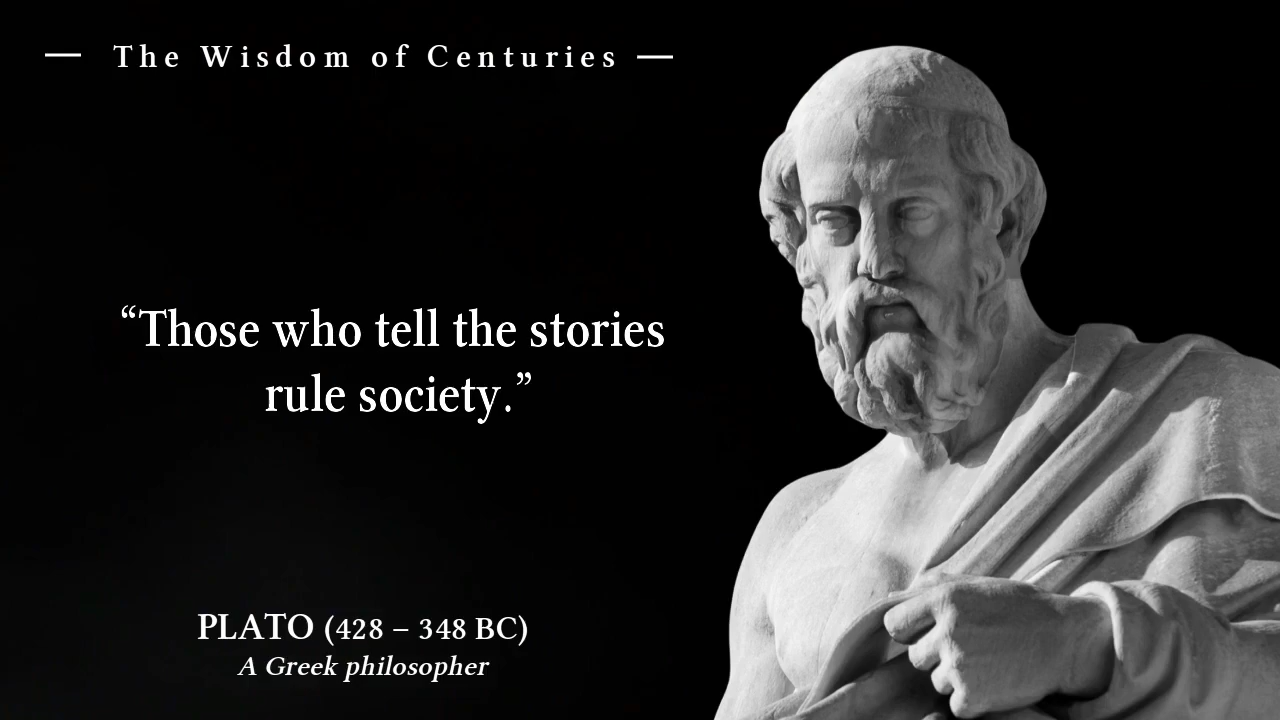 — The Wisdom of Centuries —
“Those who tell the stories
rule society.”
PLATO (428 – 348 BC)
A Greek philosopher